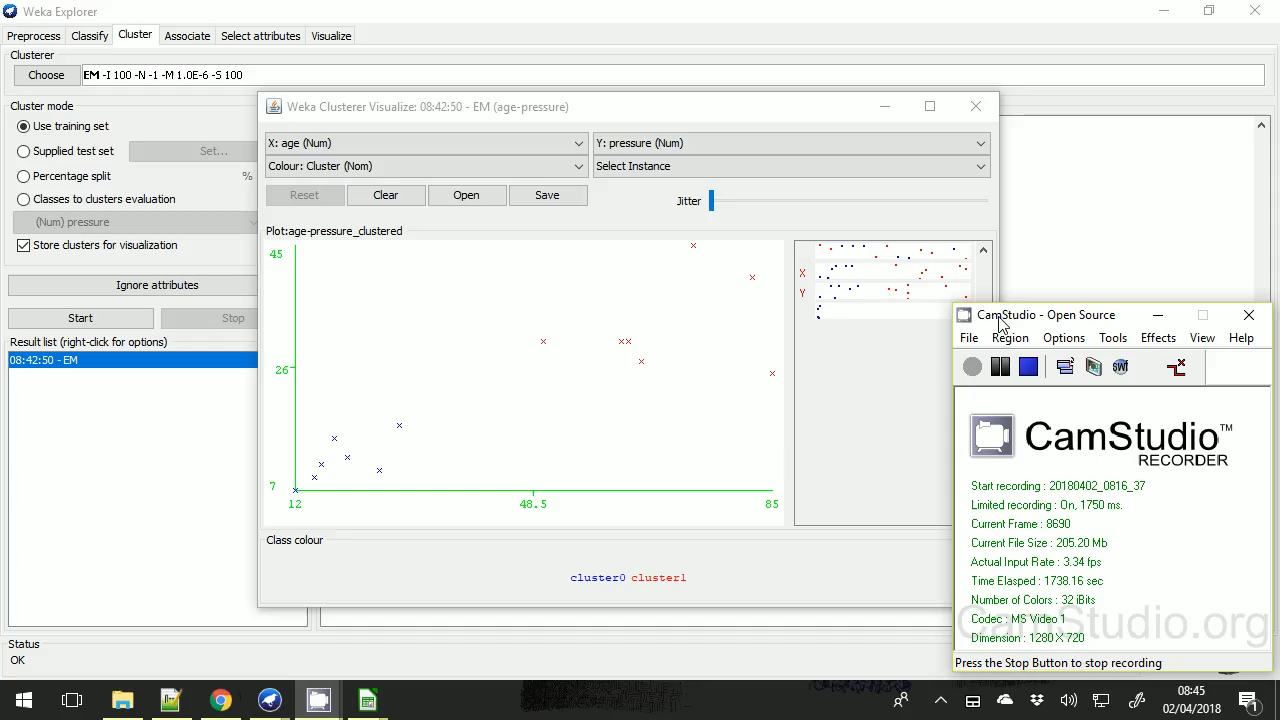 Weka Explorer
Preprocess Classify Cluster Associate Select attributes Visualize
Clusterer
Choose EM -I 100 -N -1 -M 1.0E-6 -S 100
Cluster mode
Use training set
Supplied test set Set...
Percentage split %
Classes to clusters evaluation
(Num) pressure
Store clusters for visualization
Ignore attributes
Start Stop
Result list (right-click for options)
08:42:50 - EM
Status
OK
Weka Clusterer Visualize: 08:42:50 - EM (age-pressure)
X: age (Num) Y: pressure (Num)
Colour: Cluster (Nom) Select Instance
Reset Clear Open Save Jitter
Plot:age-pressure_clustered
45
26
7
12 48.5 85
X
Y
Class colour
cluster0 cluster1
CamStudio - Open Source
File Region Options Tools Effects View Help
SWF
CamStudio™
RECORDER
Start recording : 20180402_0816_37
Limited recording : On, 1750 ms.
Current Frame : 8690
Current File Size : 205.20 Mb
Actual Input Rate : 3.34 fps
Time Elasped : 1738.16 sec
Number of Colors : 32 iBits
Codec : MS Video 1
Dimension : 1280 X 720
CamStudio.org
Press the Stop Button to stop recording
08:45
02/04/2018
1